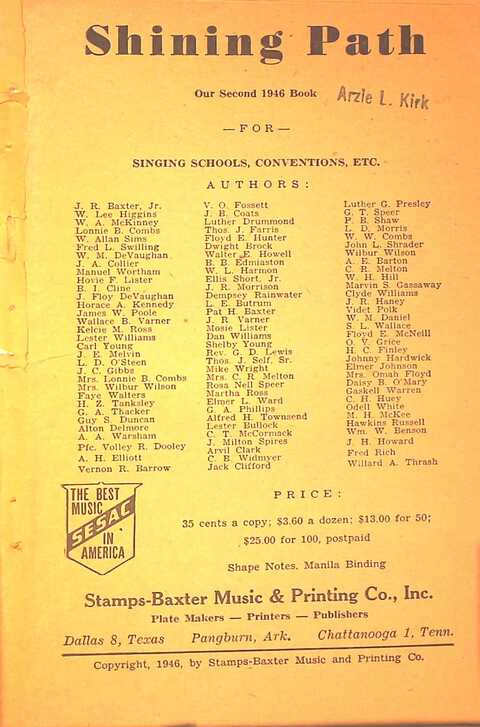 Shining Path
Our Second 1946 Book
Arzie L. Kirk
— FOR —
SINGING SCHOOLS, CONVENTIONS, ETC.
AUTHORS:
J. R. Baxter, Jr.
W. Lee Higgins
W. A. McKinney
Lonnie B. Combs
W. Allan Sims
Fred L. Swilling
W. M. DeVaughan
J. A. Collier
Manuel Wortham
Hovie F. Lister
B. I. Cline
J. Floy DeVaughan
Horace A. Kennedy
James W. Poole
Wallace B. Varner
Kelcie M. Ross
Lester Williams
Carl Young
J. E. Melvin
L. D. O'Steen
J. C. Gibbs
Mrs. Lonnie B. Combs
Mrs. Wilbur Wilson
Faye Walters
H. Z. Tanksley
G. A. Thacker
Guy S. Duncan
Alton Delmore
A. A. Warsham
Pfc. Volley R. Dooley
A. H. Elliott
Vernon R. Barrow
V. O. Fossett
J. B. Coats
Luther Drummond
Thos. J. Farris
Floyd E. Hunter
Dwight Brock
Walter E. Howell
B. B. Edmiaston
W. L. Harmon
Ellis Short, Jr.
J. R. Morrison
Dempsey Rainwater
L. E. Butrum
Pat H. Baxter
J. R. Varner
Mosie Lister
Dan Williams
Shelby Young
Rev. G. D. Lewis
Thos. J. Self, Sr.
Mike Wright
Mrs. C. R. Melton
Rosa Nell Speer
Martha Ross
Elmer L. Ward
G. A. Phillips
Alfred H. Townsend
Lester Bullock
C. T. McCormack
J. Milton Spires
Arvil Clark
C. B. Widmyer
Jack Clifford
Luther G. Presley
G. T. Speer
P. B. Shaw
L. D. Morris
W. W. Combs
John L. Shrader
Wilbur Wilson
A. E. Barton
C. R. Melton
W. H. Hill
Marvin S. Gassaway
Clyde Williams
J. R. Haney
Videt Polk
W. M. Daniel
S. L. Wallace
Floyd E. McNeill
O. V. Grice
H. C. Finley
Johnny Hardwick
Elmer Johnson
Mrs. Omah Floyd
Daisy B. O'Mary
Gaskell Warren
C. H. Huey
Odell White
M. H. McKee
Hawkins Russell
Wm. W. Benson
J. H. Howard
Fred Rich
Willard A. Thrash
THE BEST
MUSIC
SESAC
IN
AMERICA
PRICE:
35 cents a copy; $3.60 a dozen; $13.00 for 50;
$25.00 for 100, postpaid
Shape Notes. Manila Binding
Stamps-Baxter Music & Printing Co., Inc.
Plate Makers — Printers — Publishers
Dallas 8, Texas Pangburn, Ark. Chattanooga 1, Tenn.
Copyright, 1946, by Stamps-Baxter Music and Printing Co.